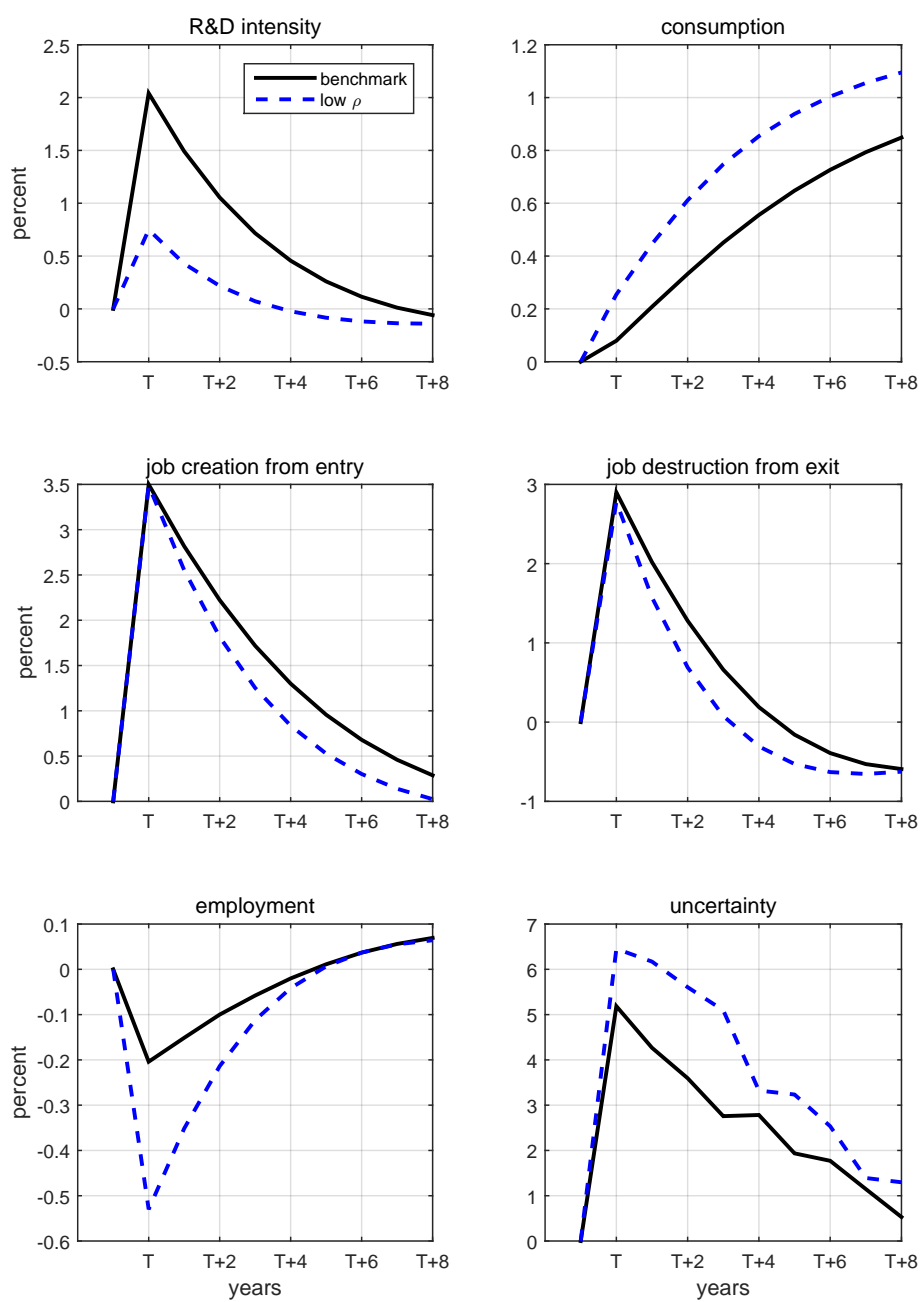 R&D intensity
2.5
2
1.5
1
0.5
0
-0.5
percent
benchmark
low ρ
T T+2 T+4 T+6 T+8
consumption
1.2
1
0.8
0.6
0.4
0.2
0
T T+2 T+4 T+6 T+8
job creation from entry
3.5
3
2.5
2
1.5
1
0.5
0
percent
T T+2 T+4 T+6 T+8
job destruction from exit
3
2
1
0
-1
T T+2 T+4 T+6 T+8
employment
0.1
0
-0.1
-0.2
-0.3
-0.4
-0.5
-0.6
percent
T T+2 T+4 T+6 T+8
years
uncertainty
7
6
5
4
3
2
1
0
T T+2 T+4 T+6 T+8
years